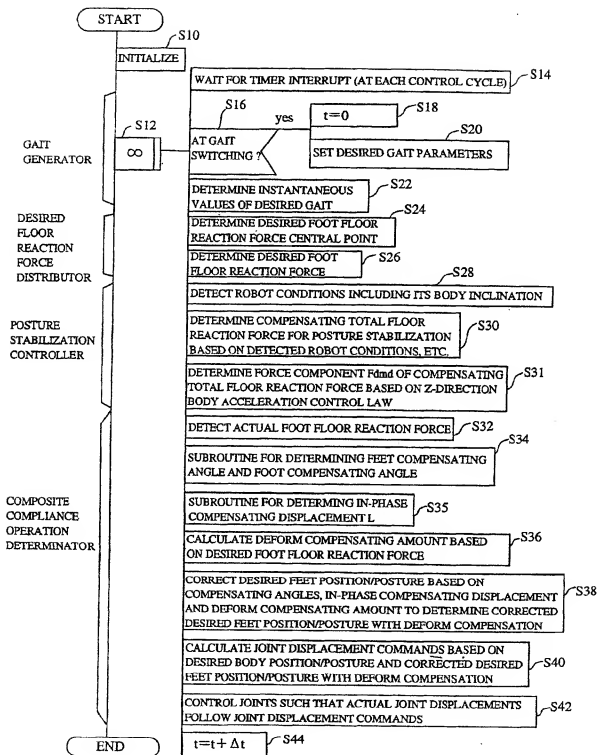 START
S10
INITIALIZE
WAIT FOR TIMER INTERRUPT (AT EACH CONTROL CYCLE)
S14
S16
yes
t=0
S18
S12
∞
AT GAIT
SWITCHING ?
S20
SET DESIRED GAIT PARAMETERS
GAIT
GENERATOR
DETERMINE INSTANTANEOUS
VALUES OF DESIRED GAIT
S22
S24
DETERMINE DESIRED FOOT FLOOR
REACTION FORCE CENTRAL POINT
DESIRED
FLOOR
REACTION
FORCE
DISTRIBUTOR
DETERMINE DESIRED FOOT
FLOOR REACTION FORCE
S26
S28
DETECT ROBOT CONDITIONS INCLUDING ITS BODY INCLINATION
POSTURE
STABILIZATION
CONTROLLER
DETERMINE COMPENSATING TOTAL FLOOR
REACTION FORCE FOR POSTURE STABILIZATION
BASED ON DETECTED ROBOT CONDITIONS, ETC.
S30
DETERMINE FORCE COMPONENT Fdmd OF COMPENSATING
TOTAL FLOOR REACTION FORCE BASED ON Z-DIRECTION
BODY ACCELERATION CONTROL LAW
S31
DETECT ACTUAL FOOT FLOOR REACTION FORCE
S32
S34
SUBROUTINE FOR DETERMINING FEET COMPENSATING
ANGLE AND FOOT COMPENSATING ANGLE
COMPOSITE
COMPLIANCE
OPERATION
DETERMINATOR
SUBROUTINE FOR DETERMING IN-PHASE
COMPENSATING DISPLACEMENT L
S35
CALCULATE DEFORM COMPENSATING AMOUNT BASED
ON DESIRED FOOT FLOOR REACTION FORCE
S36
CORRECT DESIRED FEET POSITION/POSTURE BASED ON
COMPENSATING ANGLES, IN-PHASE COMPENSATING DISPLACEMENT
AND DEFORM COMPENSATING AMOUNT TO DETERMINE CORRECTED
DESIRED FEET POSITION/POSTURE WITH DEFORM COMPENSATION
S38
CALCULATE JOINT DISPLACEMENT COMMANDS BASED ON
DESIRED BODY POSITION/POSTURE AND CORRECTED DESIRED
FEET POSITION/POSTURE WITH DEFORM COMPENSATION
S40
CONTROL JOINTS SUCH THAT ACTUAL JOINT DISPLACEMENTS
FOLLOW JOINT DISPLACEMENT COMMANDS
S42
END
t=t+Δt
S44